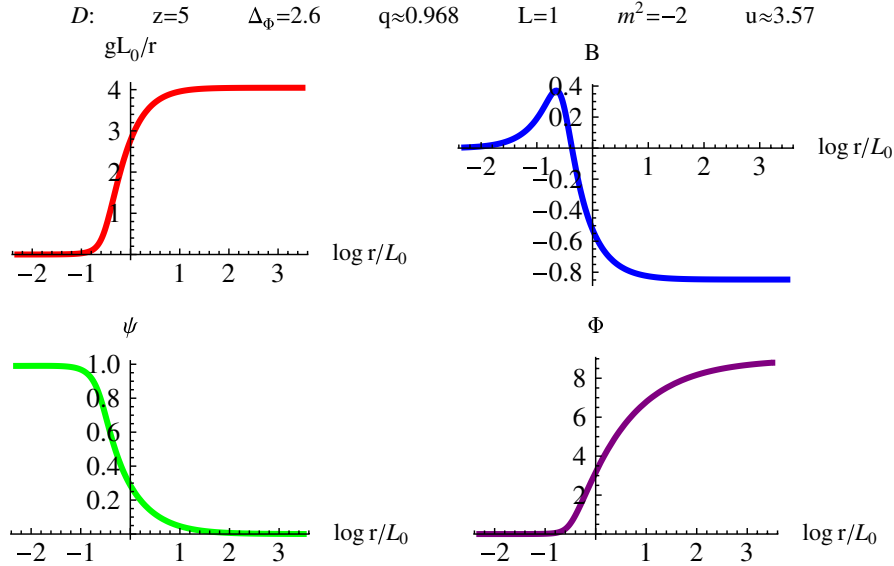 D: z=5 Δ_Φ=2.6 q≈0.968 L=1 m²=−2 u≈3.57
gL₀/r
4
3
2
1
−2 −1 1 2 3
log r/L₀
B
0.4
0.2
−2 −1 1 2 3
log r/L₀
−0.2
−0.4
−0.6
−0.8
ψ
1.0
0.8
0.6
0.4
0.2
−2 −1 1 2 3
log r/L₀
Φ
8
6
4
2
−2 −1 1 2 3
log r/L₀